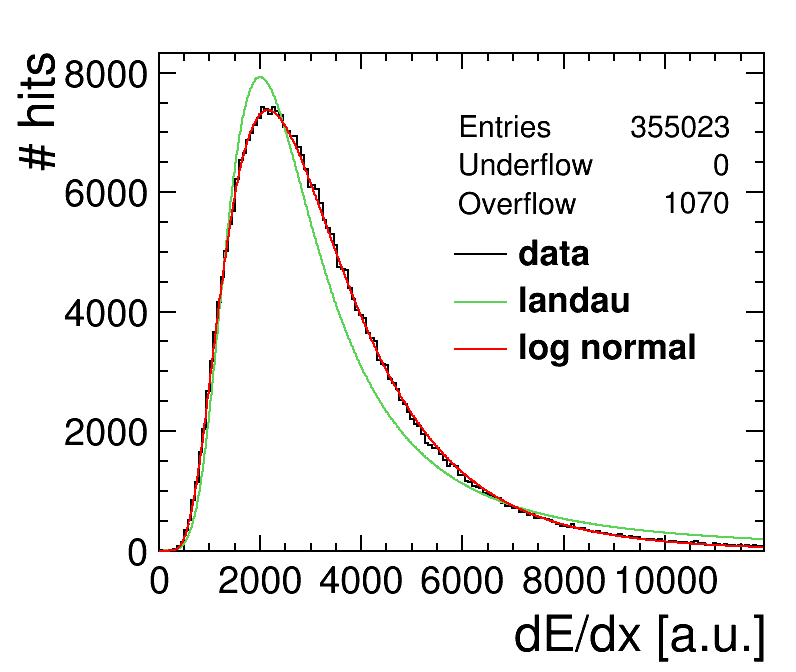 # hits
8000
6000
4000
2000
0
Entries 355023
Underflow 0
Overflow 1070
data
landau
log normal
0 2000 4000 6000 8000 10000
dE/dx [a.u.]